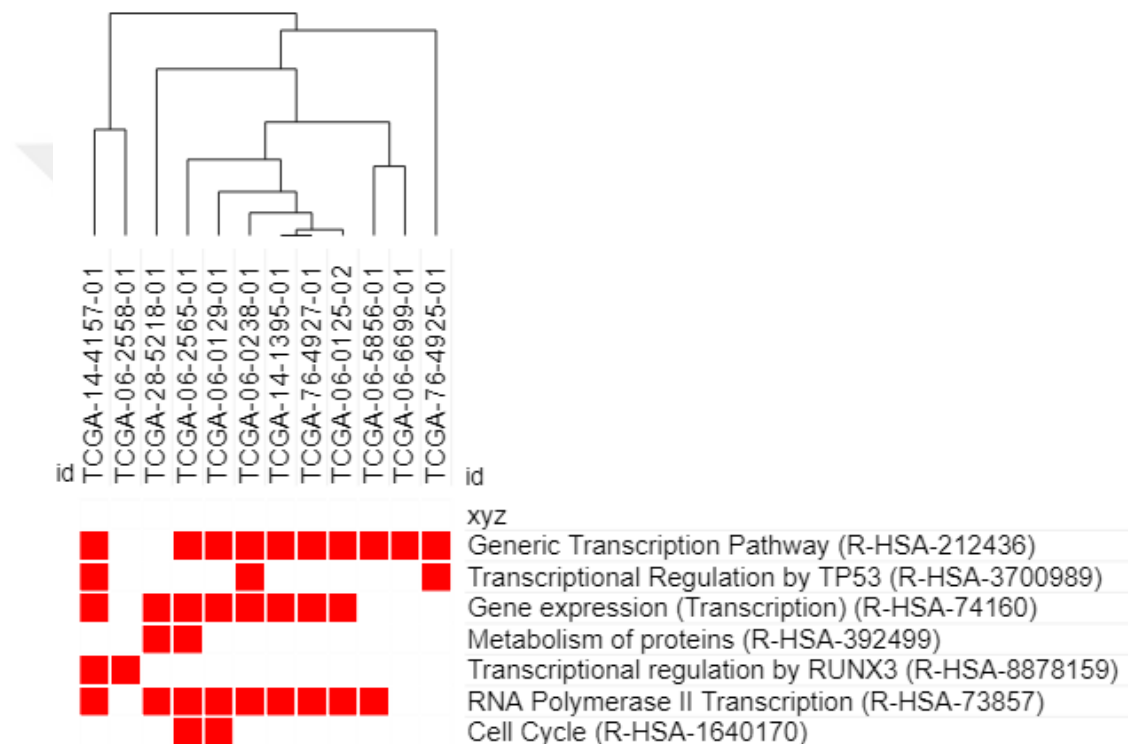 TCGA-14-4157-01
TCGA-06-2558-01
TCGA-28-5218-01
TCGA-06-2565-01
TCGA-06-0129-01
TCGA-06-0238-01
TCGA-14-1395-01
TCGA-76-4927-01
TCGA-06-0125-02
TCGA-06-5856-01
TCGA-06-6699-01
TCGA-76-4925-01
id
id
xyz
Generic Transcription Pathway (R-HSA-212436)
Transcriptional Regulation by TP53 (R-HSA-3700989)
Gene expression (Transcription) (R-HSA-74160)
Metabolism of proteins (R-HSA-392499)
Transcriptional regulation by RUNX3 (R-HSA-8878159)
RNA Polymerase II Transcription (R-HSA-73857)
Cell Cycle (R-HSA-1640170)